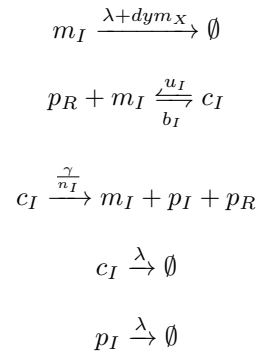 m_I \xrightarrow{\lambda + dym_X} \emptyset
p_R + m_I \underset{b_I}{\overset{u_I}{\leftrightarrows}} c_I
c_I \xrightarrow{\frac{\gamma}{n_I}} m_I + p_I + p_R
c_I \xrightarrow{\lambda} \emptyset
p_I \xrightarrow{\lambda} \emptyset